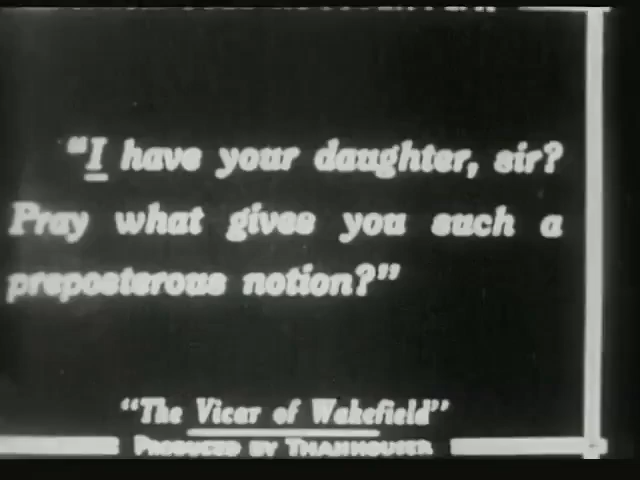 "I have your daughter, sir?
Pray what gives you such a
preposterous notion?"
"The Vicar of Wakefield"
PRODUCED BY THANHOUSER